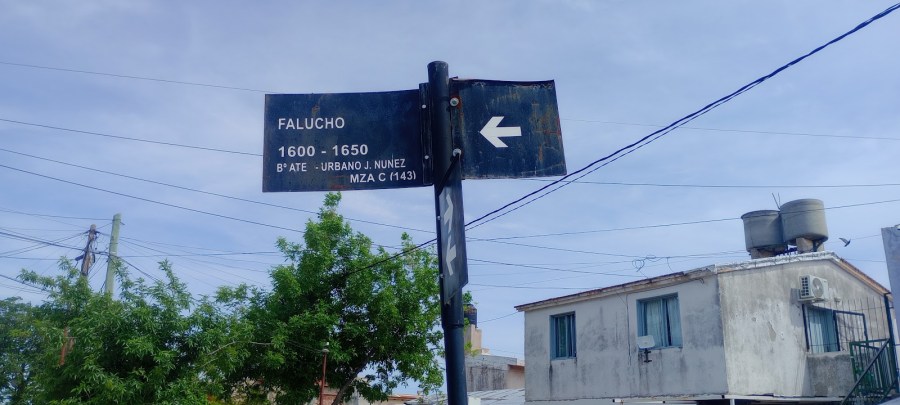 FALUCHO
1600 - 1650
Bº ATE - URBANO J. NUÑEZ
MZA C (143)